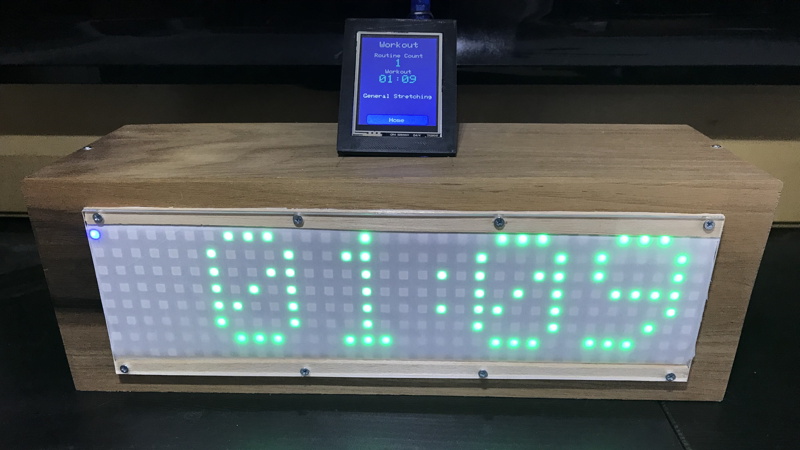 Workout
Routine Count
1
Workout
01:09
General Stretching
Home
01:09